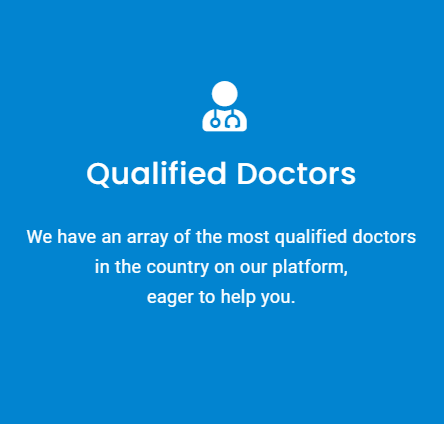 Qualified Doctors
We have an array of the most qualified doctors
in the country on our platform,
eager to help you.